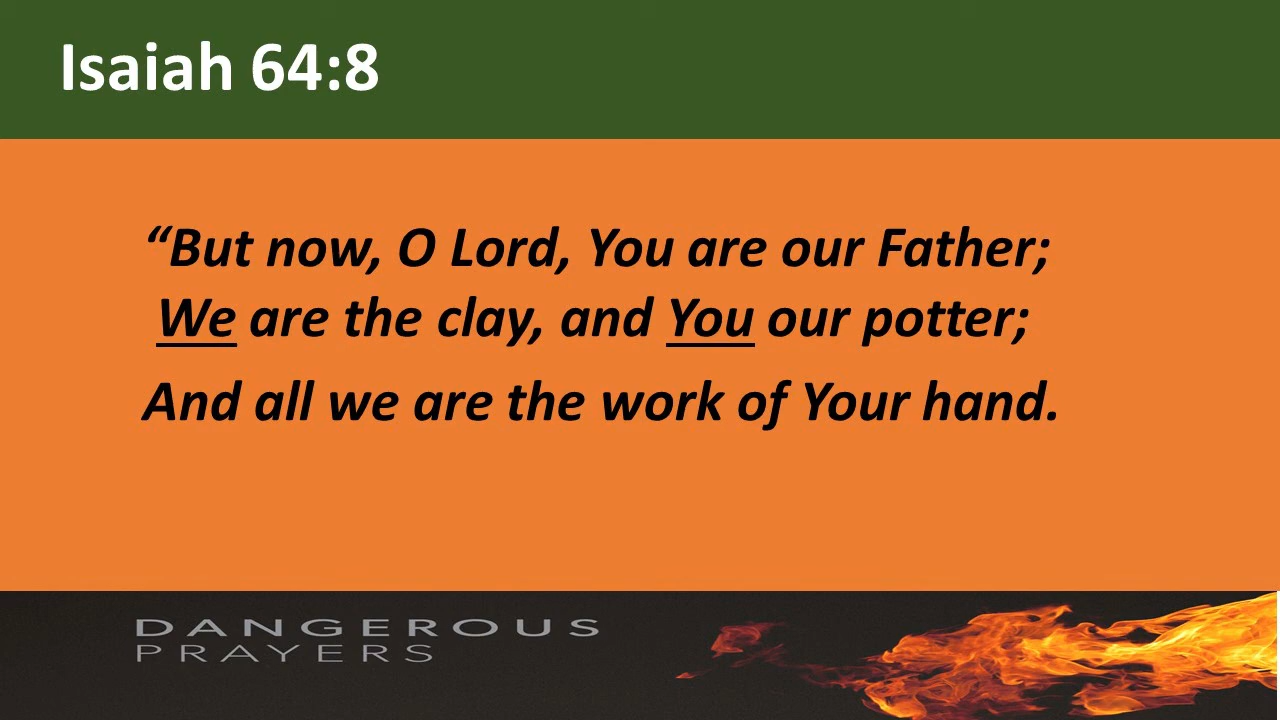 Isaiah 64:8
“But now, O Lord, You are our Father;
We are the clay, and You our potter;
And all we are the work of Your hand.
DANGEROUS
PRAYERS